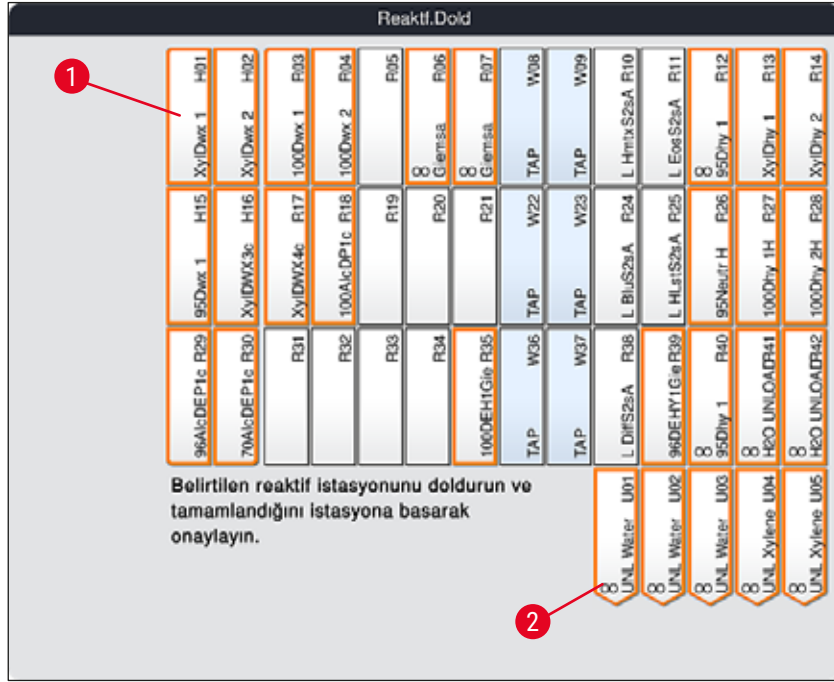 Reaktf.Dold
1
XylDwx 1 H01
XylDwx 2 H02
100Dwx 1 R03
100Dwx 2 R04
R05
∞ Giemsa R06
∞ Giemsa R07
TAP W08
TAP W09
L HmtxS2sA R10
L EosS2sA R11
∞ 95Dhy 1 R12
XylDhy 1 R13
XylDhy 2 R14
95Dwx 1 H15
XylDWX3c H16
XylDWX4c R17
100AlcDP1c R18
R19
R20
R21
TAP W22
TAP W23
L BluS2sA R24
L HLstS2sA R25
95Neutr H R26
100Dhy 1H R27
100Dhy 2H R28
96AlcDEP1c R29
70AlcDEP1c R30
R31
R32
R33
R34
100DEH1Gie R35
TAP W36
TAP W37
L DiffS2sA R38
96DEHY1Gie R39
∞ 95Dhy 1 R40
∞ H2O UNLOADR41
∞ H2O UNLOADR42
Belirtilen reaktif istasyonunu doldurun ve
tamamlandığını istasyona basarak
onaylayın.
∞ UNL Water U01
∞ UNL Water U02
∞ UNL Water U03
∞ UNL Xylene U04
∞ UNL Xylene U05
2